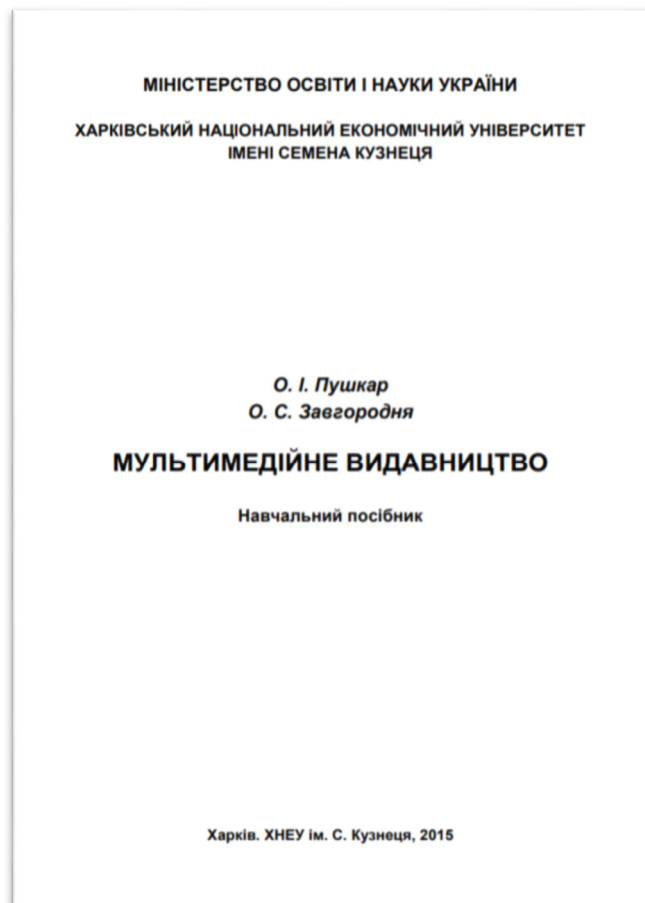 МІНІСТЕРСТВО ОСВІТИ І НАУКИ УКРАЇНИ
ХАРКІВСЬКИЙ НАЦІОНАЛЬНИЙ ЕКОНОМІЧНИЙ УНІВЕРСИТЕТ
ІМЕНІ СЕМЕНА КУЗНЕЦЯ
О. І. Пушкар
О. С. Завгородня
МУЛЬТИМЕДІЙНЕ ВИДАВНИЦТВО
Навчальний посібник
Харків. ХНЕУ ім. С. Кузнеця, 2015